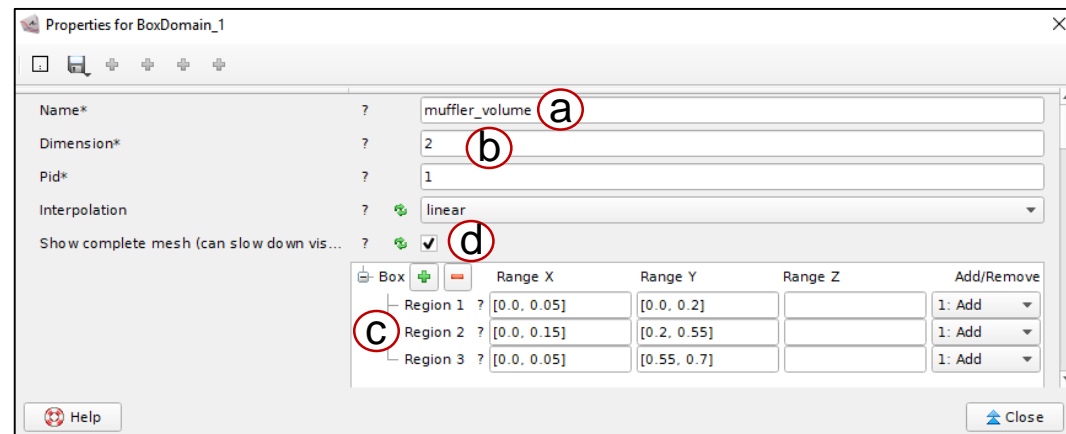 Properties for BoxDomain_1
Name* ? muffler_volume a
Dimension* ? 2 b
Pid* ? 1
Interpolation ? linear
Show complete mesh (can slow down vis... ? d
Box Range X Range Y Range Z Add/Remove
Region 1 ? [0.0, 0.05] [0.0, 0.2] 1: Add
c Region 2 ? [0.0, 0.15] [0.2, 0.55] 1: Add
Region 3 ? [0.0, 0.05] [0.55, 0.7] 1: Add
Help Close